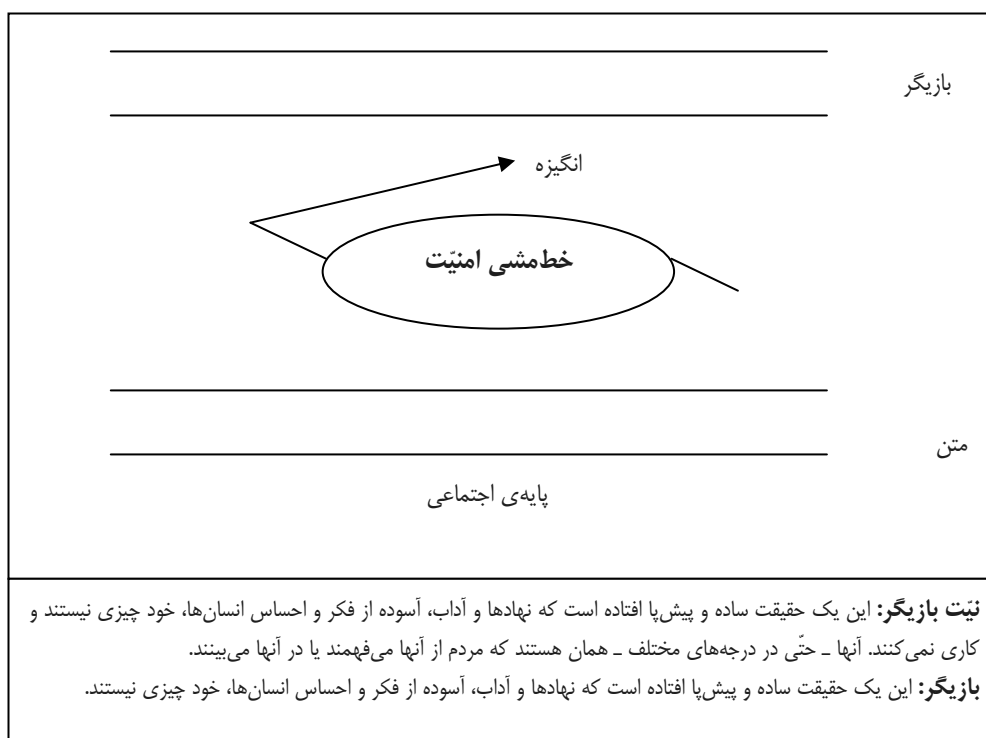 بازیگر
انگیزه
خط‌مشی امنیّت
متن
پایه‌ی اجتماعی
نیّت بازیگر: این یک حقیقت ساده و پیش‌پا افتاده است که نهادها و آداب، آسوده از فکر و احساس انسان‌ها، خود چیزی نیستند و
کاری نمی‌کنند. آنها ـ حتّی در درجه‌های مختلف ـ همان هستند که مردم از آنها می‌فهمند یا در آنها می‌بینند.
بازیگر: این یک حقیقت ساده و پیش‌پا افتاده است که نهادها و آداب، آسوده از فکر و احساس انسان‌ها، خود چیزی نیستند.